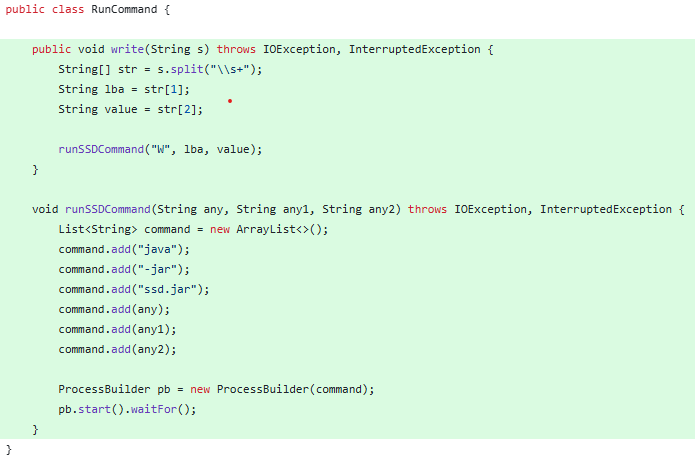 public class RunCommand {
public void write(String s) throws IOException, InterruptedException {
String[] str = s.split("\\s+");
String lba = str[1];
String value = str[2];
runSSDCommand("W", lba, value);
}
void runSSDCommand(String any, String any1, String any2) throws IOException, InterruptedException {
List<String> command = new ArrayList<>();
command.add("java");
command.add("-jar");
command.add("ssd.jar");
command.add(any);
command.add(any1);
command.add(any2);
ProcessBuilder pb = new ProcessBuilder(command);
pb.start().waitFor();
}
}